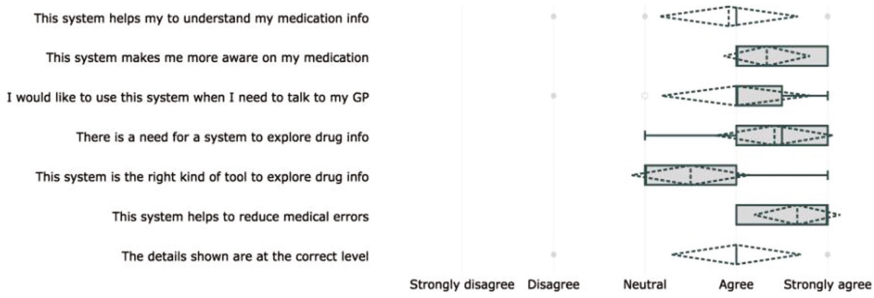 This system helps my to understand my medication info
This system makes me more aware on my medication
I would like to use this system when I need to talk to my GP
There is a need for a system to explore drug info
This system is the right kind of tool to explore drug info
This system helps to reduce medical errors
The details shown are at the correct level
Strongly disagree Disagree Neutral Agree Strongly agree